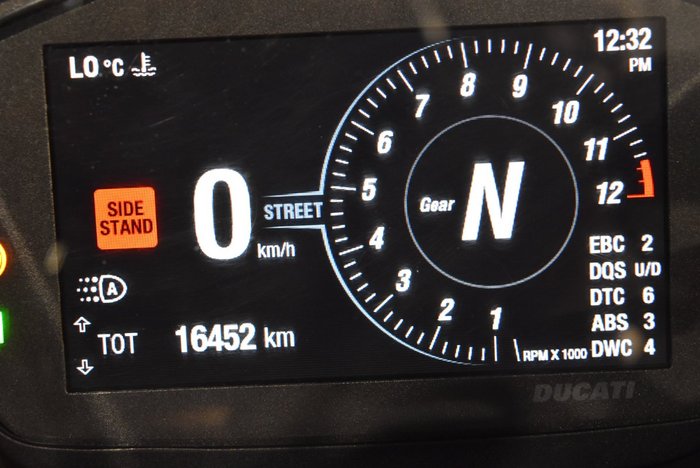 LO °C
12:32
PM
SIDE
STAND
0
km/h
STREET
Gear N
1
2
3
4
5
6
7
8
9
10
11
12
RPM X 1000
A
TOT 16452 km
EBC 2
DQS U/D
DTC 6
ABS 3
DWC 4
DUCATI